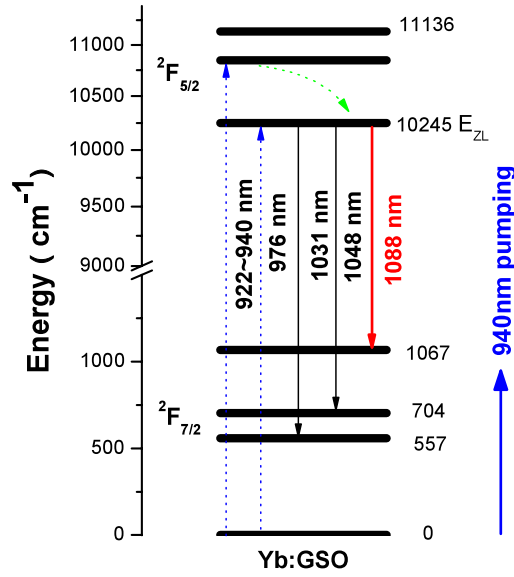 11136
11000
²F5/2
10500
10245 EZL
10000
9500
9000
Energy ( cm⁻¹)
922~940 nm
976 nm
1031 nm
1048 nm
1088 nm
940nm pumping
1067
1000
704
²F7/2
557
500
0
0
Yb:GSO